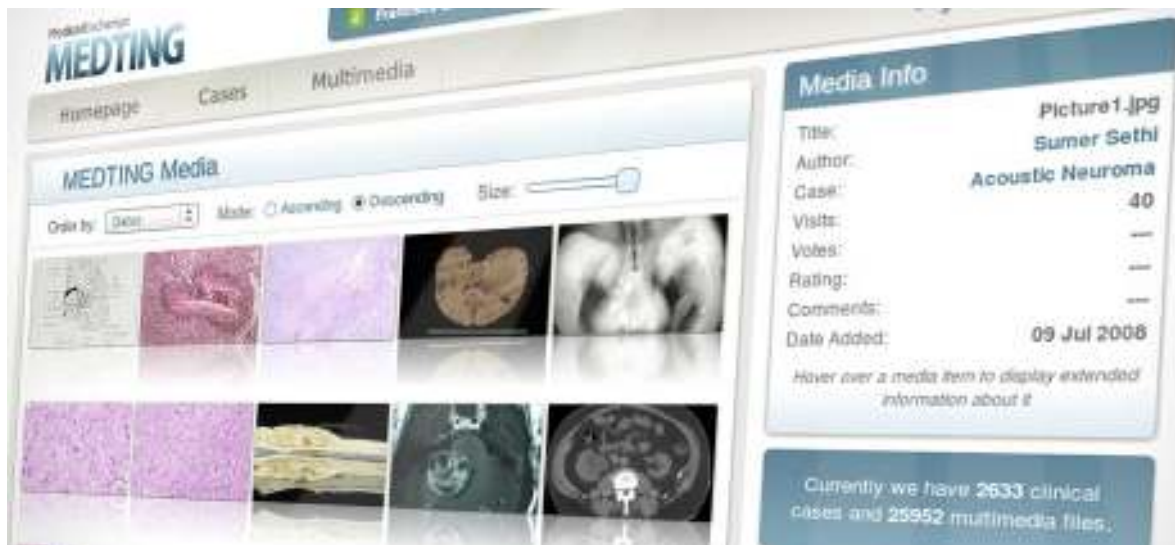 MEDTING
Homepage Cases Multimedia
MEDTING Media
Order by: Dates Mode: Ascending Descending Size:
Media Info
Title: Picture1.jpg
Author: Sumer Sethi
Case: Acoustic Neuroma
Visits: 40
Votes: ---
Rating: ---
Comments: ---
Date Added: 09 Jul 2008
Hover over a media item to display extended
information about it
Currently we have 2633 clinical
cases and 25952 multimedia files.